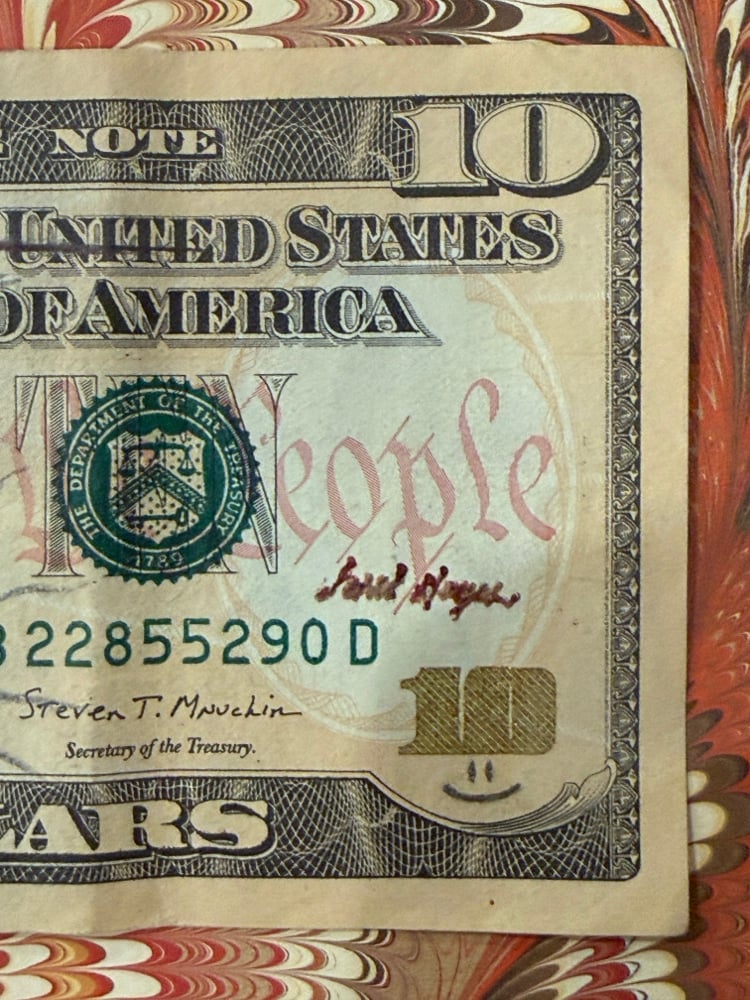 NOTE 10
UNITED STATES
OF AMERICA
TEN
People
THE DEPARTMENT OF THE TREASURY
1789
22855290 D
Steven T. Mnuchin
Secretary of the Treasury.
10